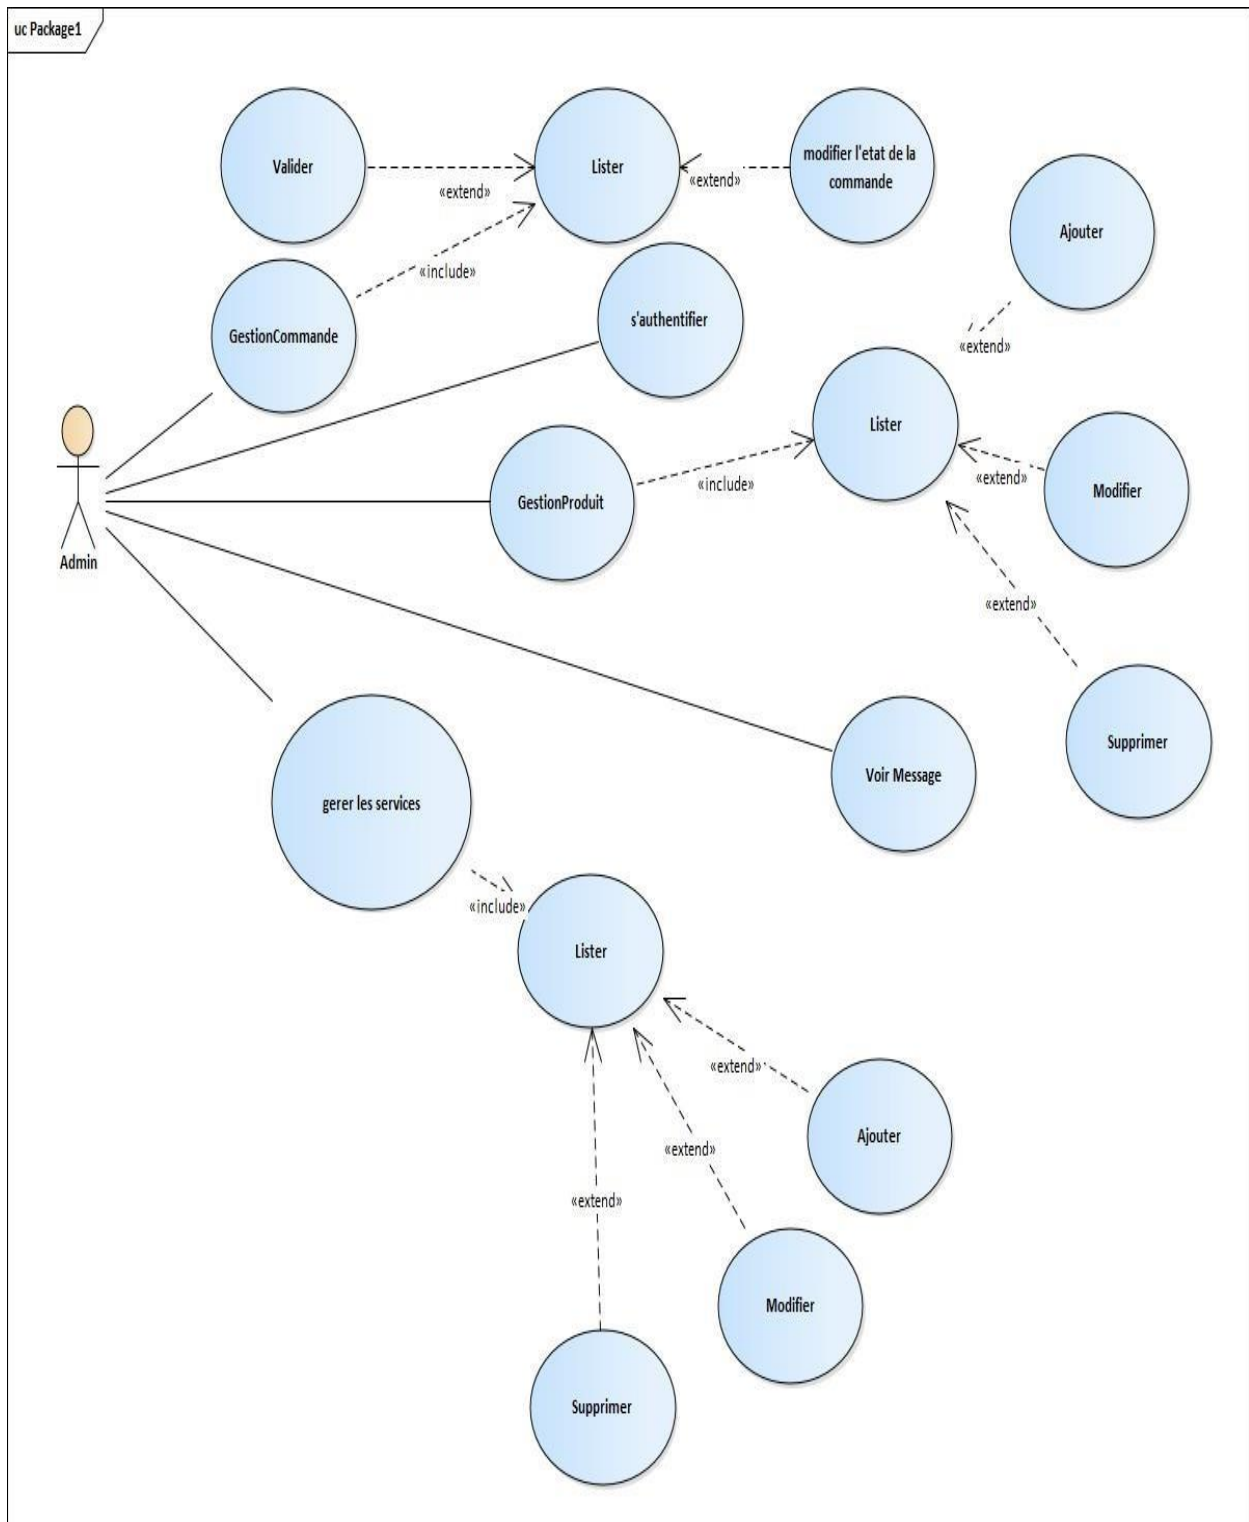 uc Package1
Valider
Lister
modifier l'etat de la
commande
«extend»
«extend»
Ajouter
«include»
GestionCommande
s'authentifier
«extend»
Lister
GestionProduit
«include»
«extend»
Modifier
Admin
«extend»
Supprimer
Voir Message
gerer les services
«include»
Lister
«extend»
Ajouter
«extend»
«extend»
Modifier
Supprimer